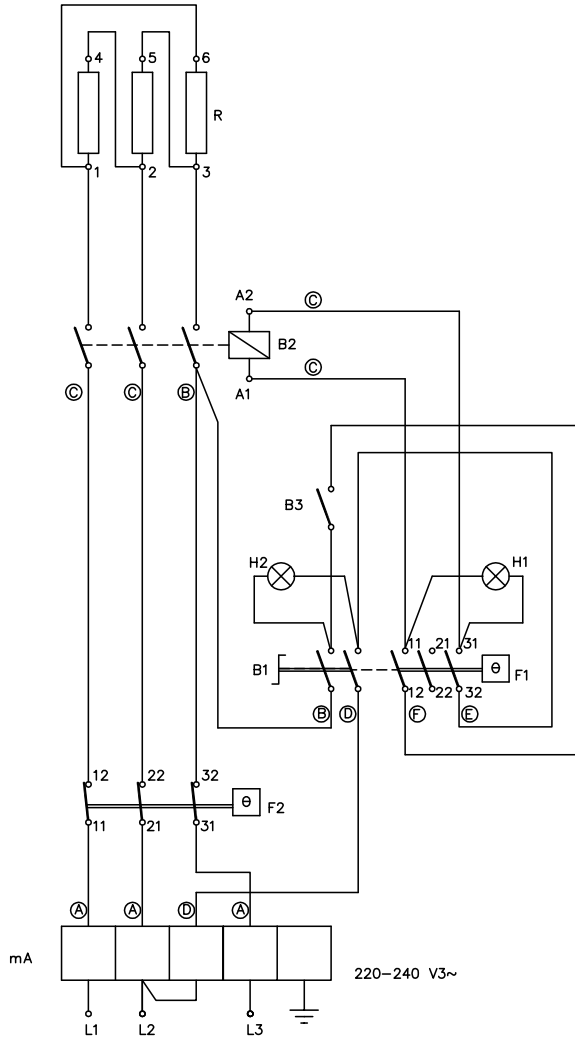 4 5 6
R
1 2 3
A2 C
B2
C
A1
C C B
B3
H2 H1
11 21 31
B1 θ F1
12 22 32
B D F E
12 22 32
θ F2
11 21 31
A A D A
mA
220-240 V3~
L1 L2 L3